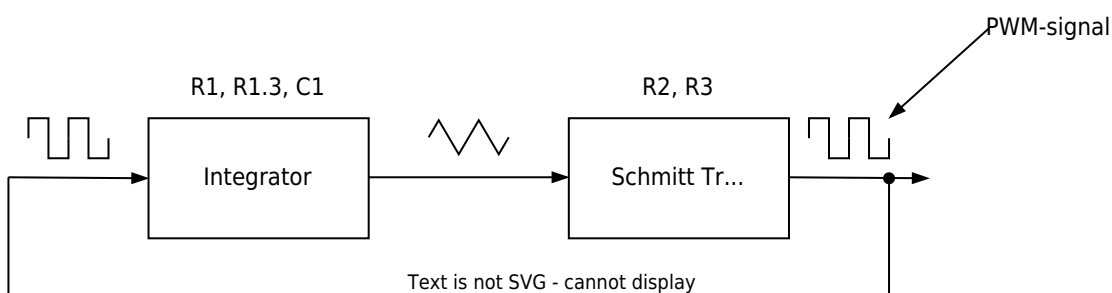 PWM-signal
R1, R1.3, C1
R2, R3
Integrator
Schmitt Tr...
Text is not SVG - cannot display